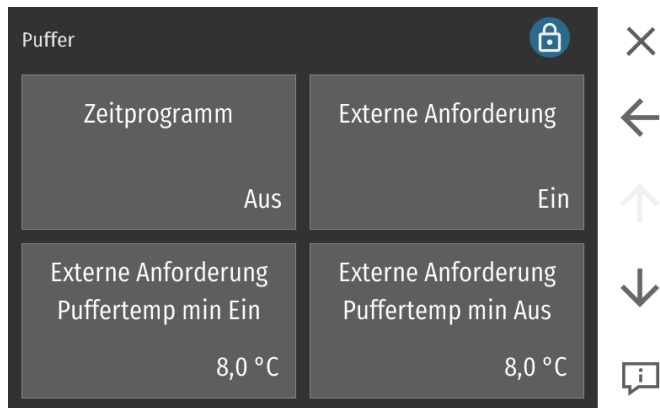 Puffer
Zeitprogramm
Aus
Externe Anforderung
Ein
Externe Anforderung
Puffertemp min Ein
8,0 °C
Externe Anforderung
Puffertemp min Aus
8,0 °C